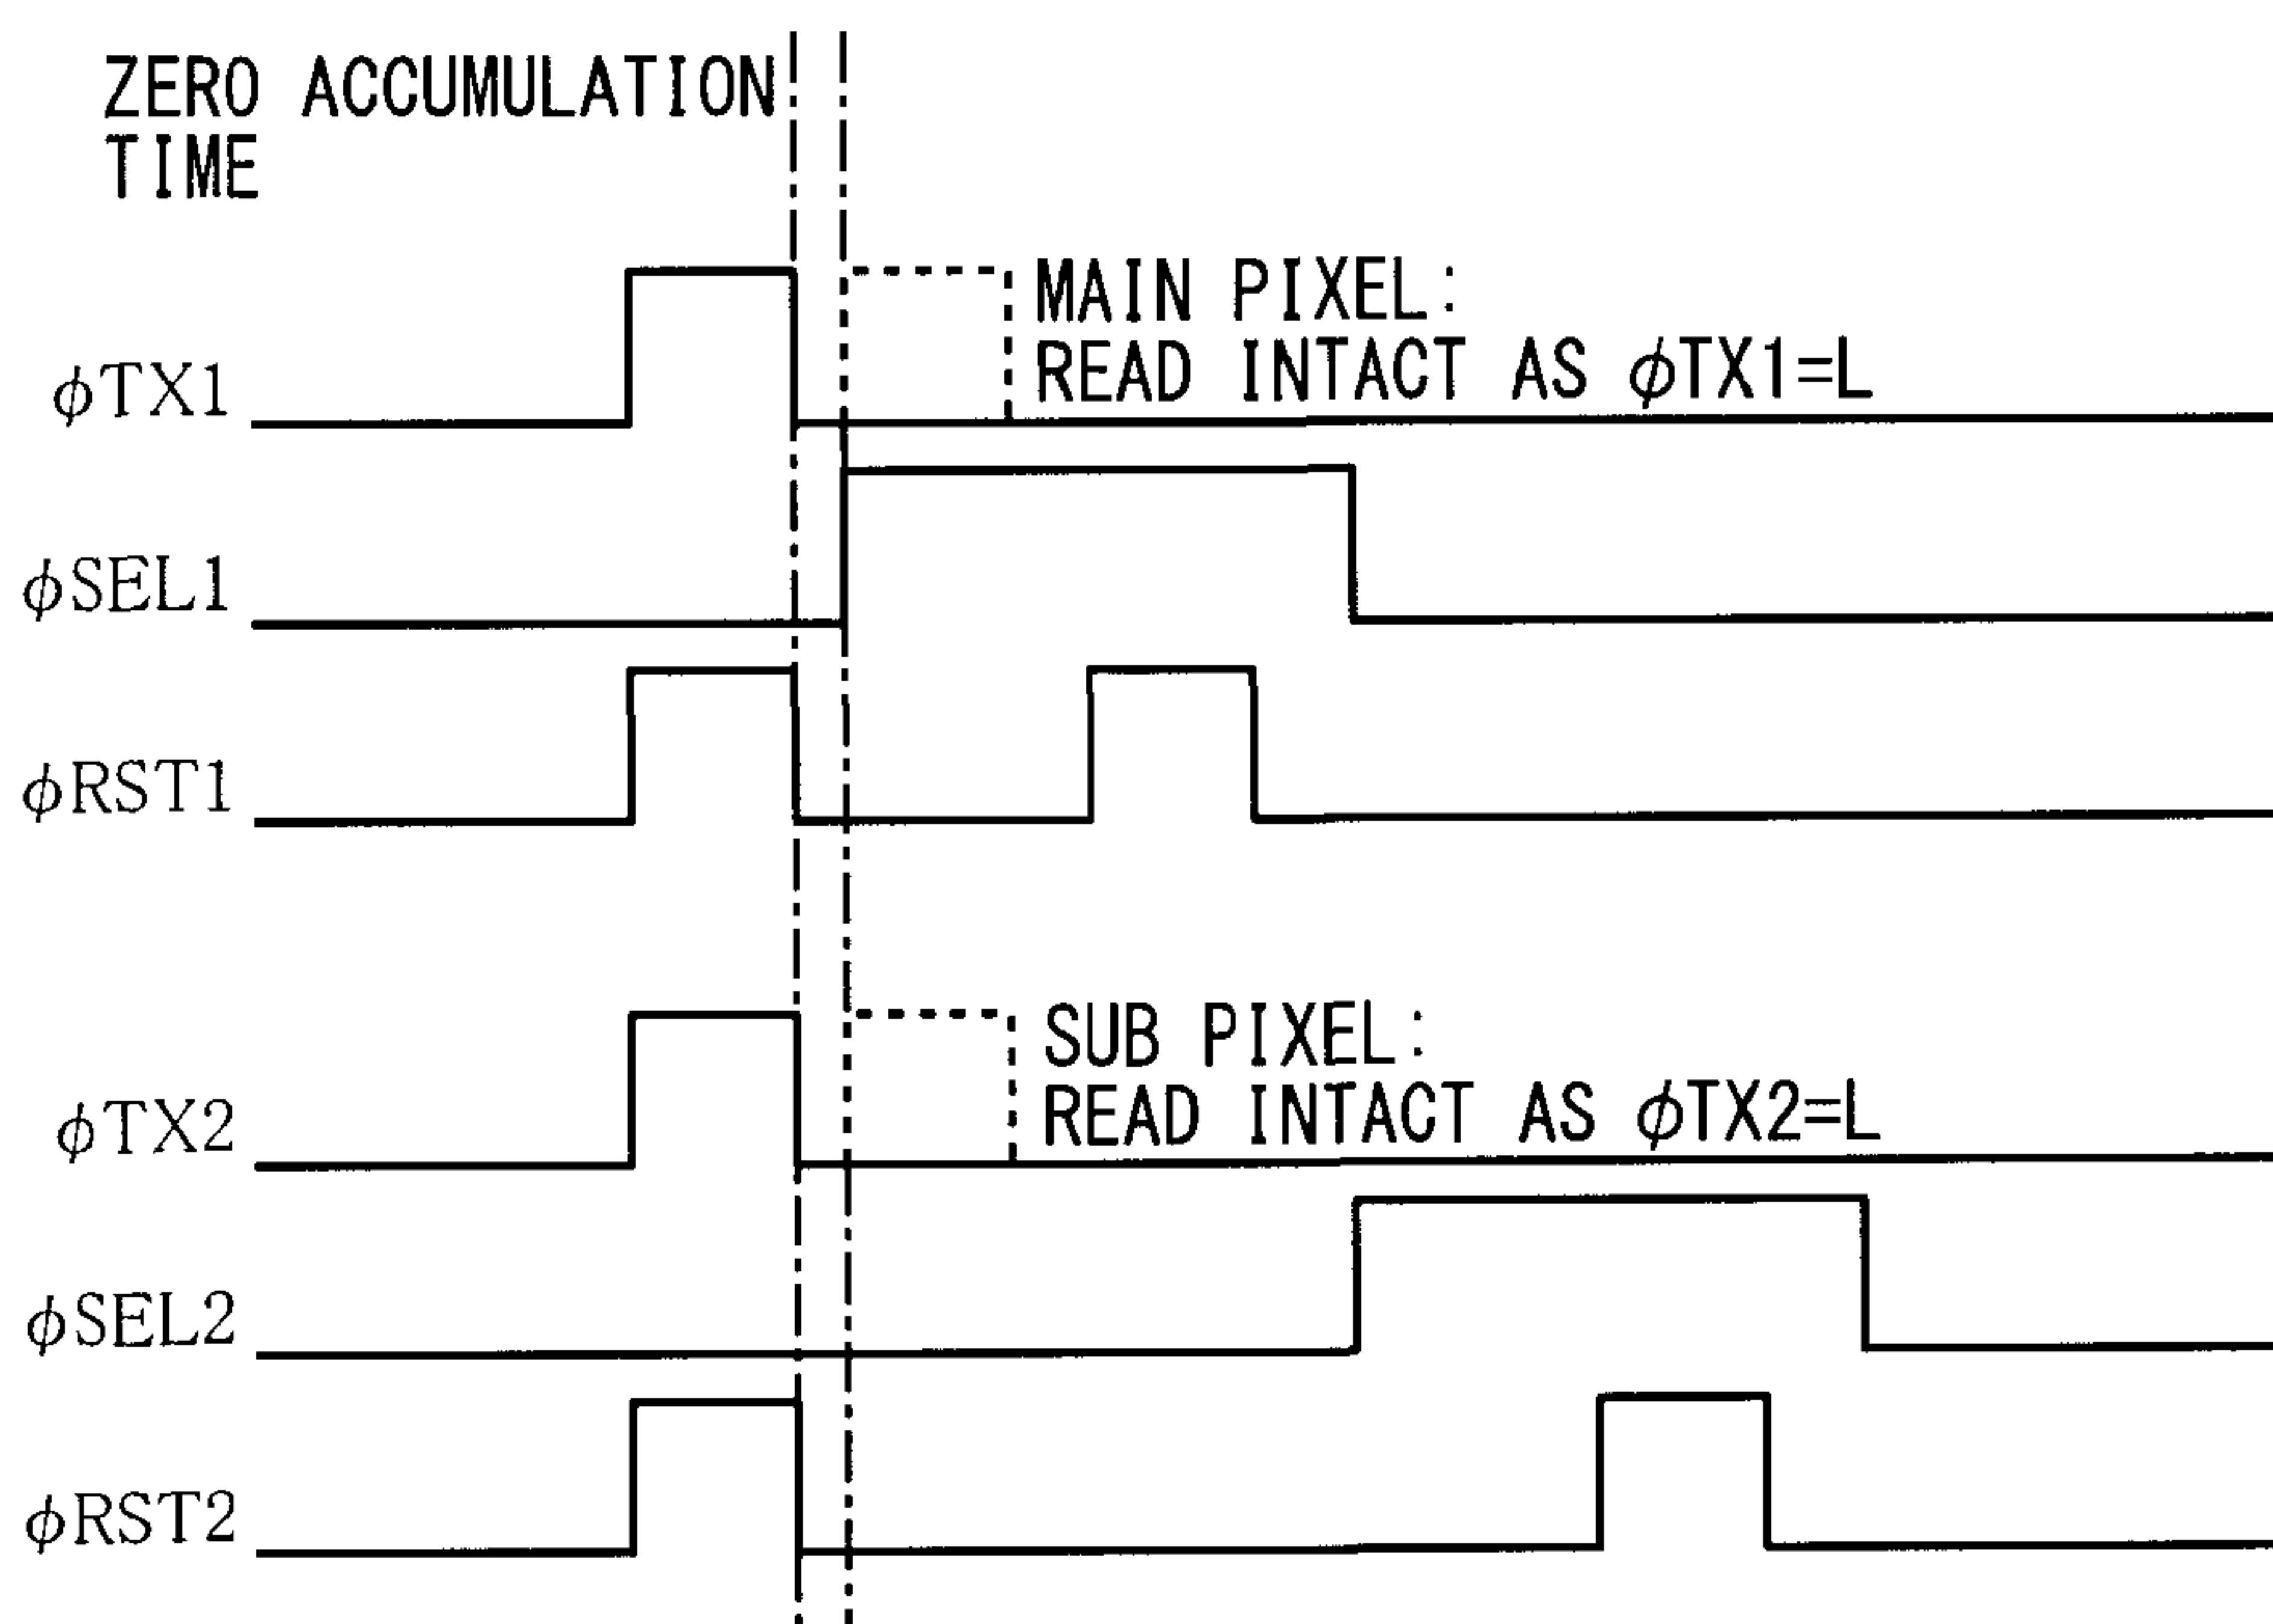 ZERO ACCUMULATION
TIME
MAIN PIXEL:
READ INTACT AS φTX1=L
φTX1
φSEL1
φRST1
SUB PIXEL:
READ INTACT AS φTX2=L
φTX2
φSEL2
φRST2